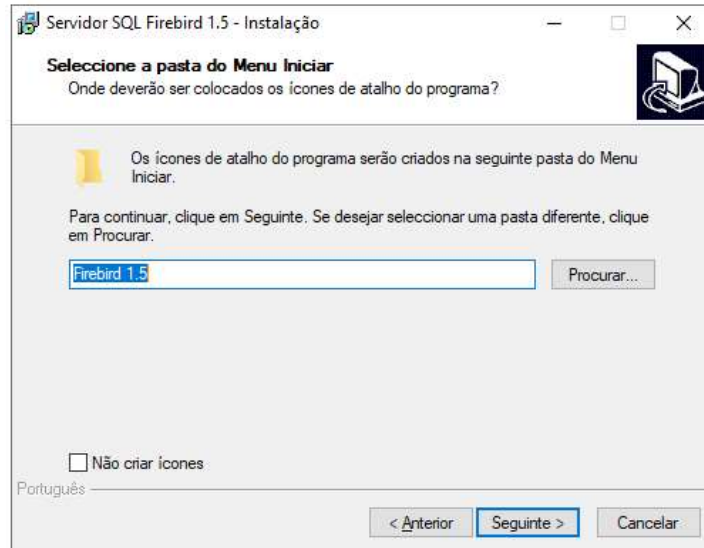 Servidor SQL Firebird 1.5 - Instalação
Seleccione a pasta do Menu Iniciar
Onde deverão ser colocados os ícones de atalho do programa?
Os ícones de atalho do programa serão criados na seguinte pasta do Menu
Iniciar.
Para continuar, clique em Seguinte. Se desejar seleccionar uma pasta diferente, clique
em Procurar.
Firebird 1.5
Procurar...
Não criar ícones
Português
< Anterior
Seguinte >
Cancelar